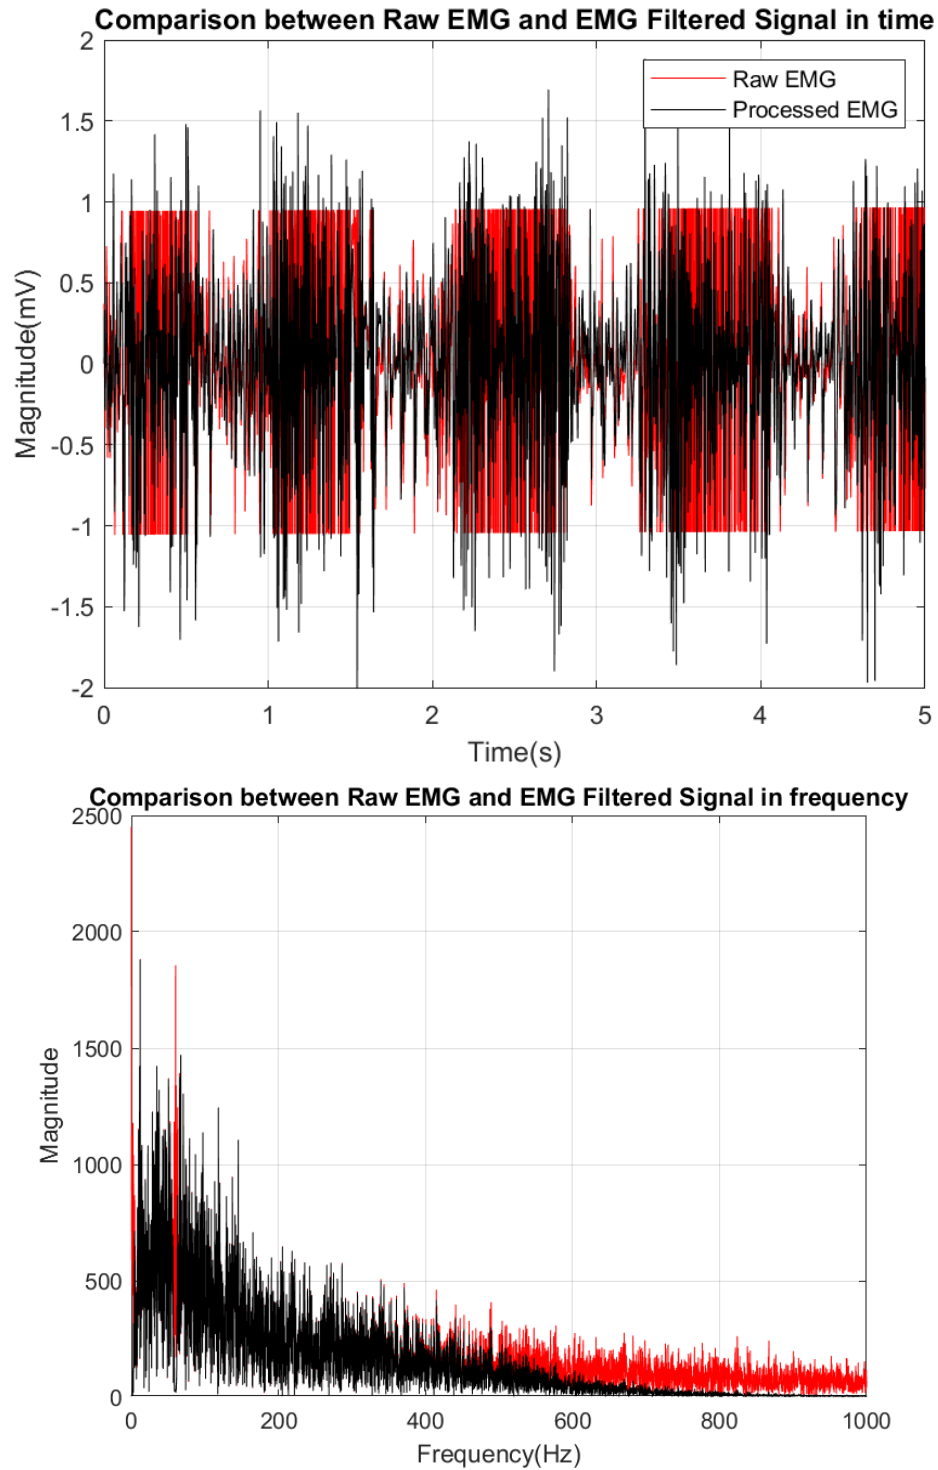 Comparison between Raw EMG and EMG Filtered Signal in time
2
1.5
1
0.5
0
-0.5
-1
-1.5
-2
Magnitude(mV)
Raw EMG
Processed EMG
0 1 2 3 4 5
Time(s)
Comparison between Raw EMG and EMG Filtered Signal in frequency
2500
2000
1500
1000
500
0
Magnitude
0 200 400 600 800 1000
Frequency(Hz)